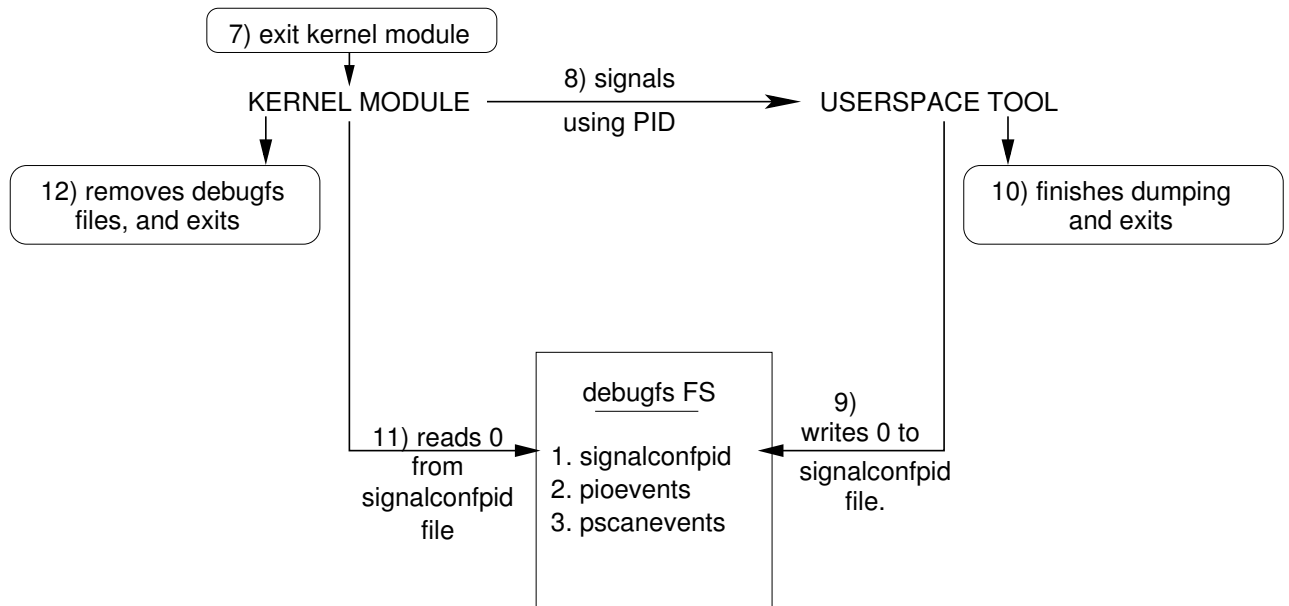 7) exit kernel module
KERNEL MODULE
8) signals
using PID
USERSPACE TOOL
12) removes debugfs
files, and exits
10) finishes dumping
and exits
debugfs FS
1. signalconfpid
2. pioevents
3. pscanevents
11) reads 0
from
signalconfpid
file
9)
writes 0 to
signalconfpid
file.